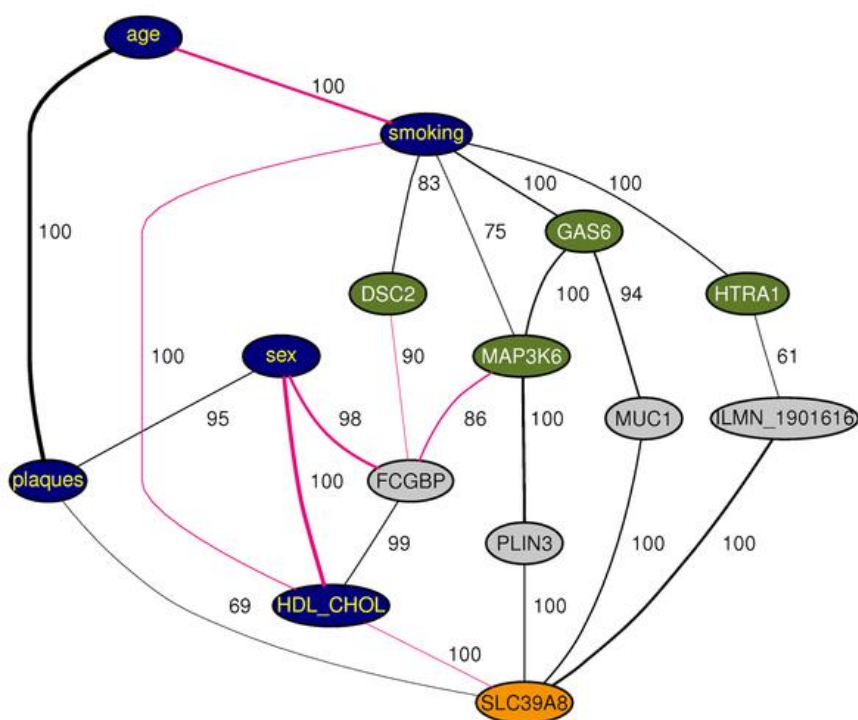 age
100
smoking
83
100
100
100
75
GAS6
DSC2
100
94
HTRA1
sex
100
90
MAP3K6
61
95
98
86
100
MUC1
ILMN_1901616
plaques
100
FCGBP
99
PLIN3
100
100
HDL_CHOL
69
100
100
SLC39A8